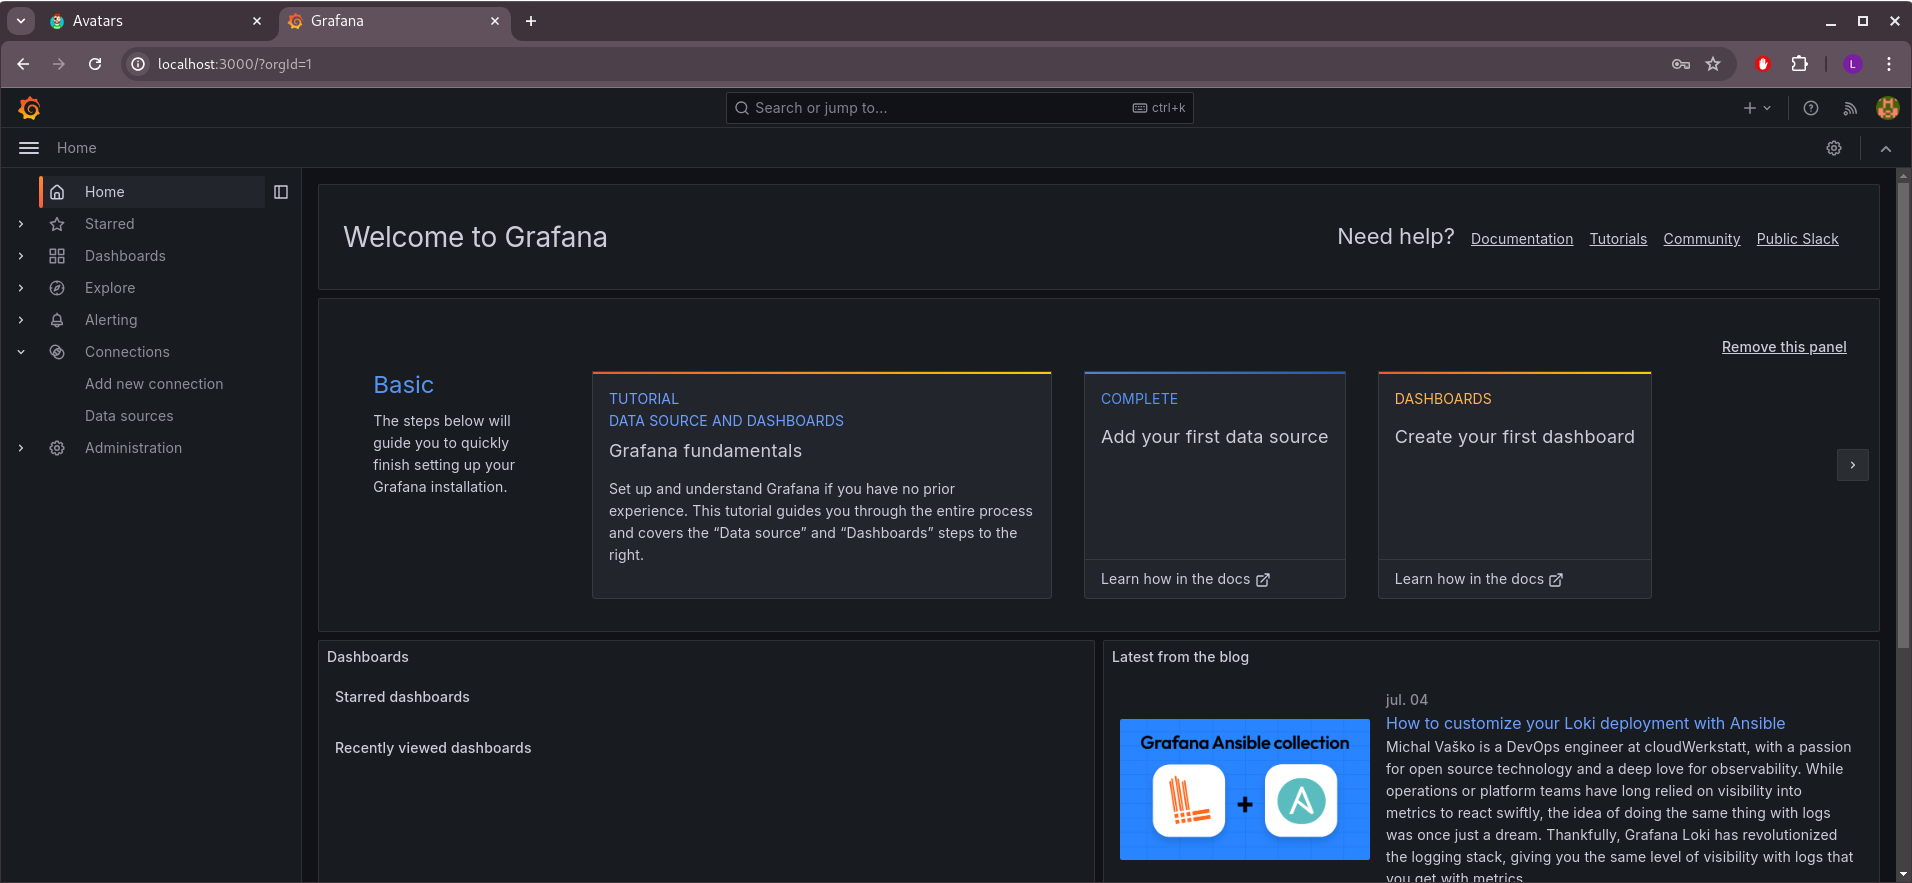 Avatars
Grafana
localhost:3000/?orgId=1
L
Search or jump to...
ctrl+k
Home
Home
Starred
Dashboards
Explore
Alerting
Connections
Add new connection
Data sources
Administration
Welcome to Grafana
Need help?
Documentation
Tutorials
Community
Public Slack
Remove this panel
Basic
The steps below will
guide you to quickly
finish setting up your
Grafana installation.
TUTORIAL
DATA SOURCE AND DASHBOARDS
Grafana fundamentals
Set up and understand Grafana if you have no prior
experience. This tutorial guides you through the entire process
and covers the “Data source” and “Dashboards” steps to the
right.
COMPLETE
Add your first data source
Learn how in the docs
DASHBOARDS
Create your first dashboard
Learn how in the docs
Dashboards
Starred dashboards
Recently viewed dashboards
Latest from the blog
Grafana Ansible collection
jul. 04
How to customize your Loki deployment with Ansible
Michal Vaško is a DevOps engineer at cloudWerkstatt, with a passion
for open source technology and a deep love for observability. While
operations or platform teams have long relied on visibility into
metrics to react swiftly, the idea of doing the same thing with logs
was once just a dream. Thankfully, Grafana Loki has revolutionized
the logging stack, giving you the same level of visibility with logs that
you get with metrics.